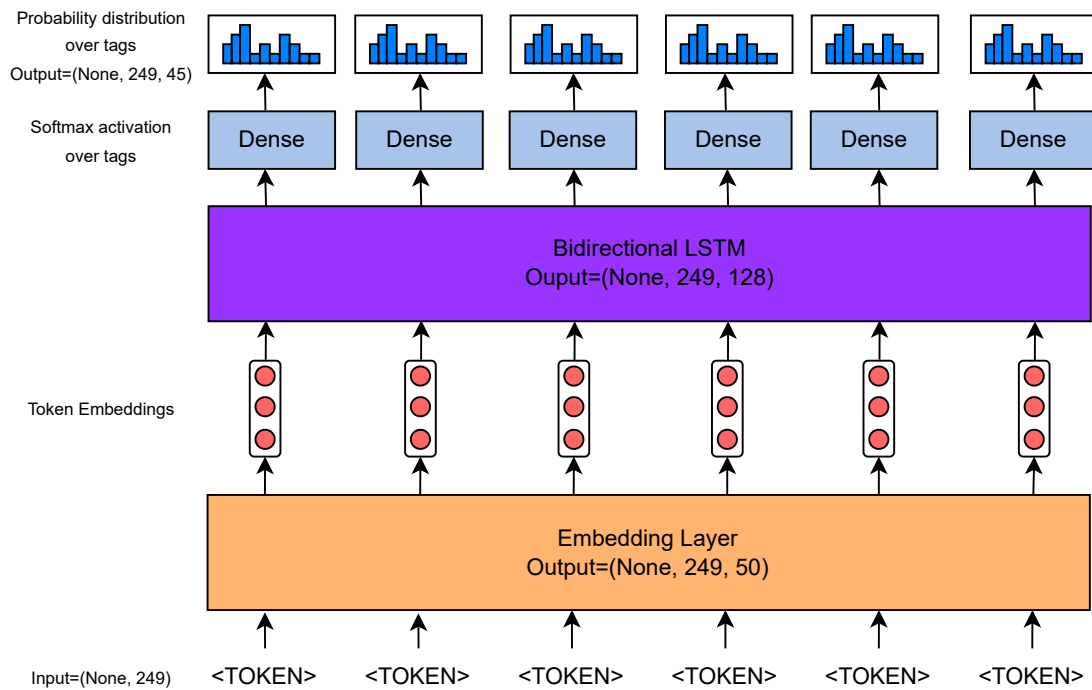 Probability distribution
over tags
Output=(None, 249, 45)
Softmax activation
over tags
Dense Dense Dense Dense Dense Dense
Bidirectional LSTM
Ouput=(None, 249, 128)
Token Embeddings
Embedding Layer
Output=(None, 249, 50)
Input=(None, 249) <TOKEN> <TOKEN> <TOKEN> <TOKEN> <TOKEN> <TOKEN>